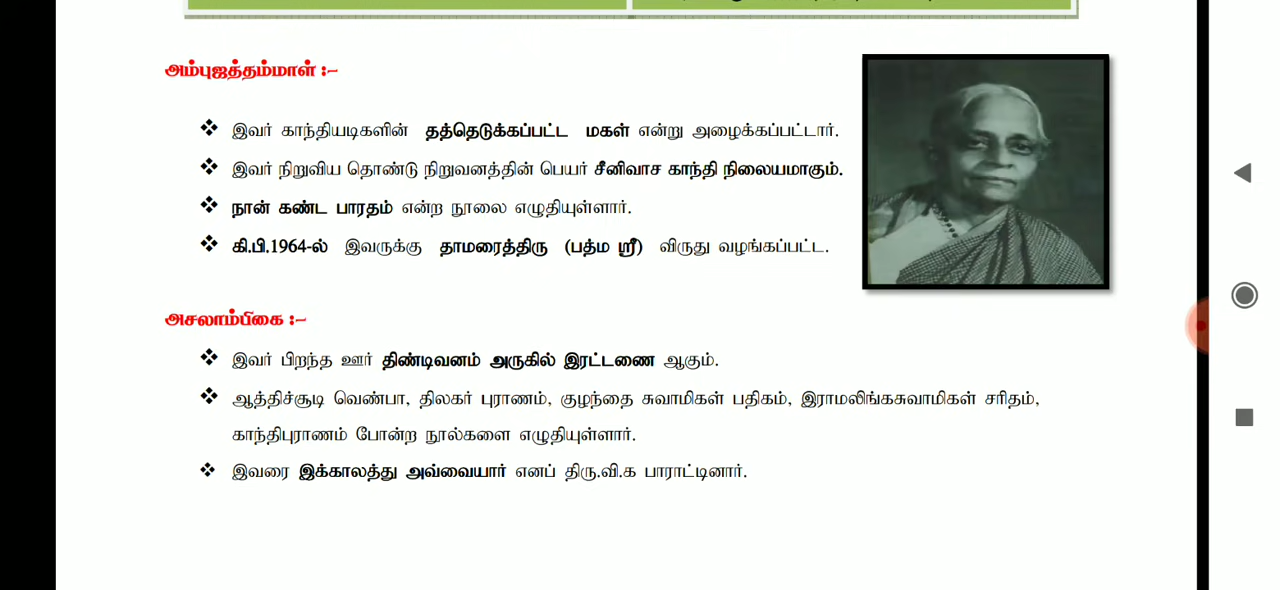 அம்புஜத்தம்மாள் :-
❖ இவர் காந்தியடிகளின் தத்தெடுக்கப்பட்ட மகள் என்று அழைக்கப்பட்டார்.
❖ இவர் நிறுவிய தொண்டு நிறுவனத்தின் பெயர் சீனிவாச காந்தி நிலையமாகும்.
❖ நான் கண்ட பாரதம் என்ற நூலை எழுதியுள்ளார்.
❖ கி.பி.1964-ல் இவருக்கு தாமரைத்திரு (பத்ம ஸ்ரீ) விருது வழங்கப்பட்ட.
அசலாம்பிகை :-
❖ இவர் பிறந்த ஊர் திண்டிவனம் அருகில் இரட்டணை ஆகும்.
❖ ஆத்திச்சூடி வெண்பா, திலகர் புராணம், குழந்தை சுவாமிகள் பதிகம், இராமலிங்கசுவாமிகள் சரிதம்,
காந்திபுராணம் போன்ற நூல்களை எழுதியுள்ளார்.
❖ இவரை இக்காலத்து அவ்வையார் எனப் திரு.வி.க பாராட்டினார்.